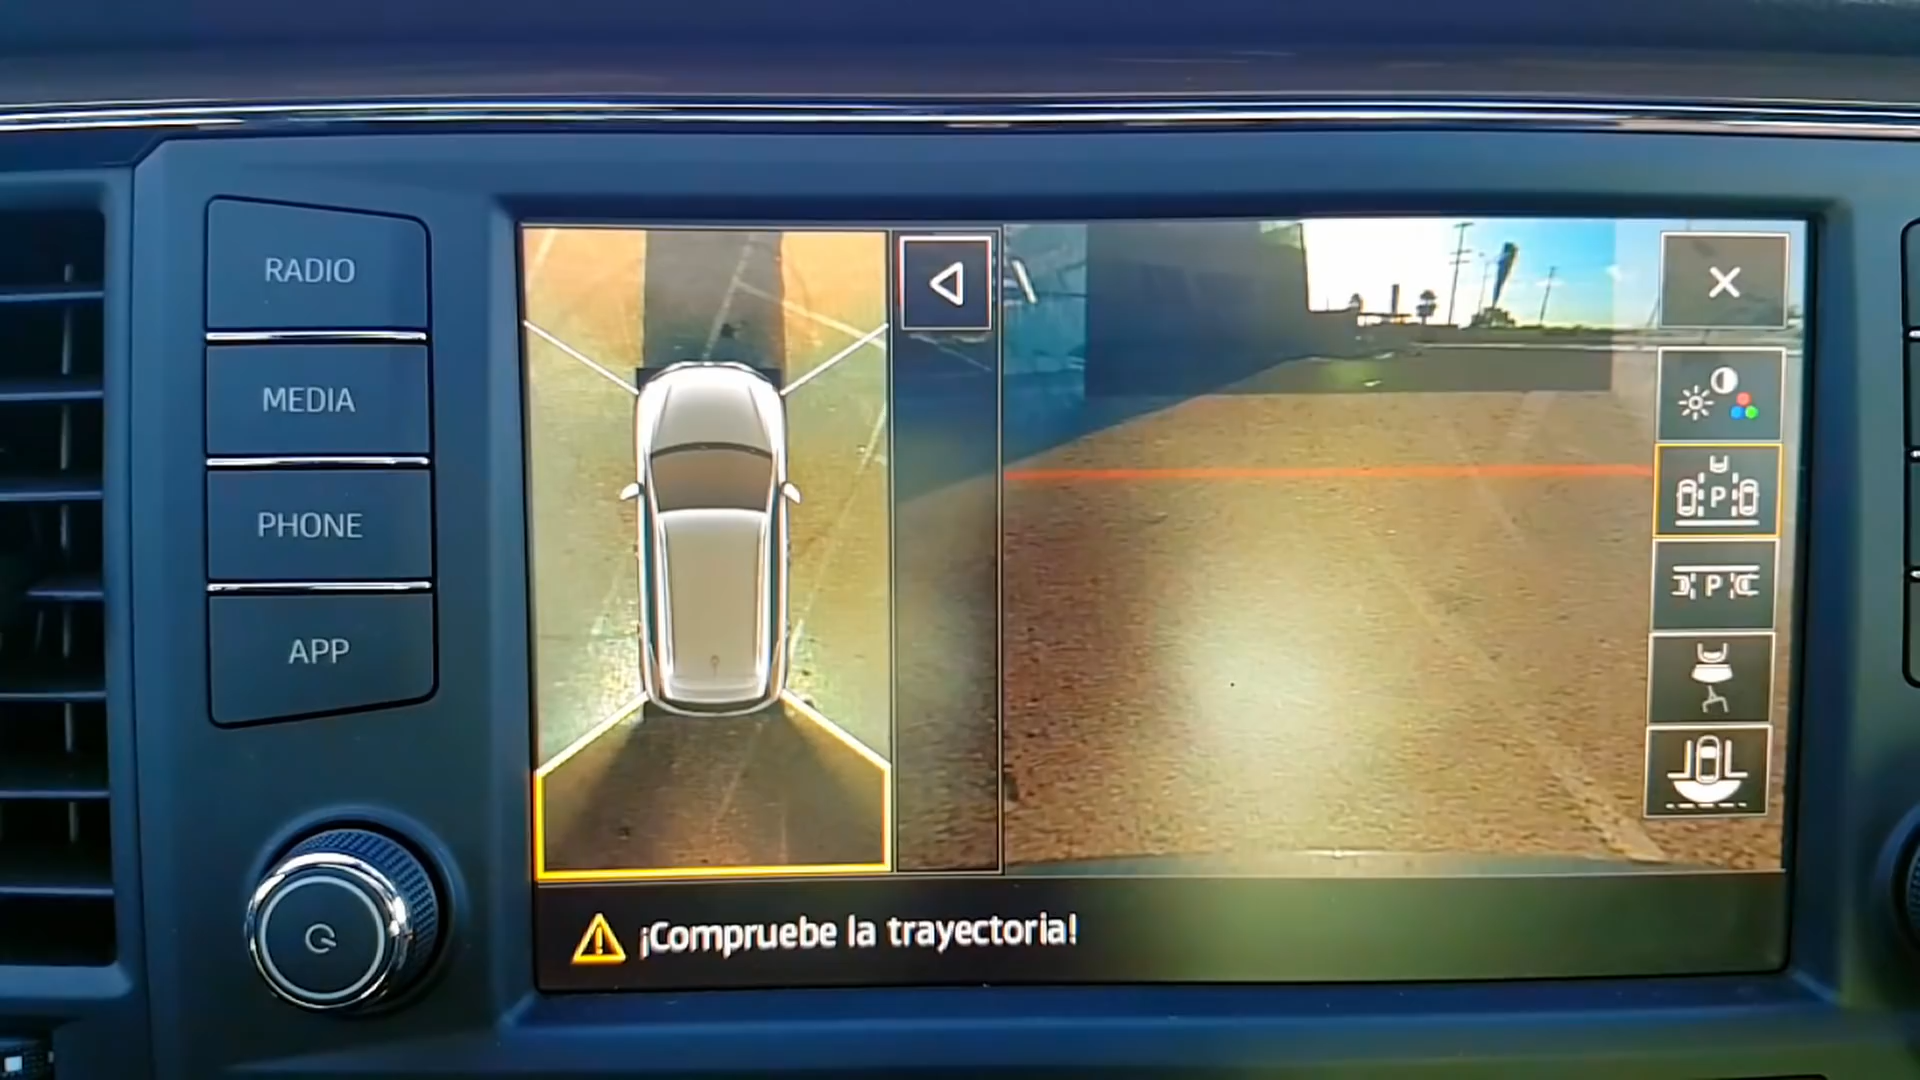 RADIO
MEDIA
PHONE
APP
P
P
¡Compruebe la trayectoria!